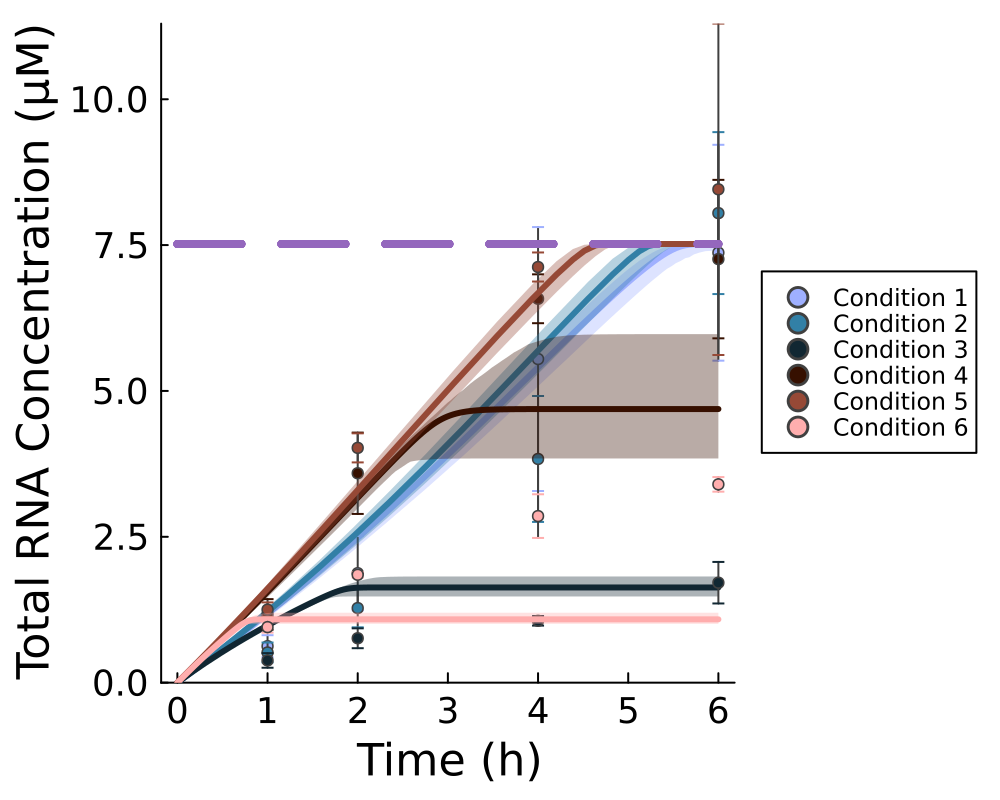 Total RNA Concentration (μM)
10.0
7.5
5.0
2.5
0.0
0 1 2 3 4 5 6
Time (h)
Condition 1
Condition 2
Condition 3
Condition 4
Condition 5
Condition 6